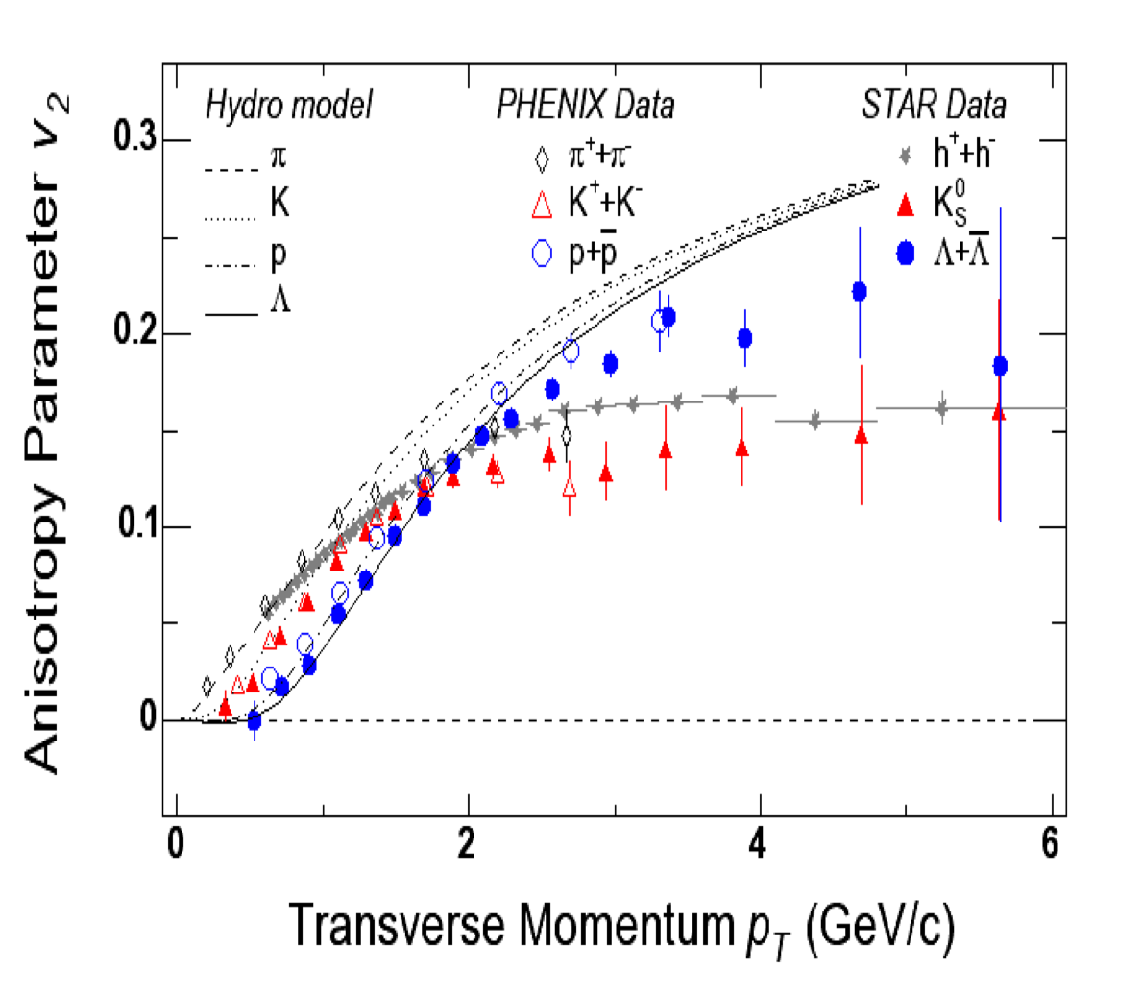 Anisotropy Parameter v₂
Hydro model
π
K
p
Λ
PHENIX Data
π⁺+π⁻
K⁺+K⁻
p+p̅
STAR Data
h⁺+h⁻
K⁰S
Λ+Λ̅
0.3
0.2
0.1
0
0 2 4 6
Transverse Momentum p_T (GeV/c)